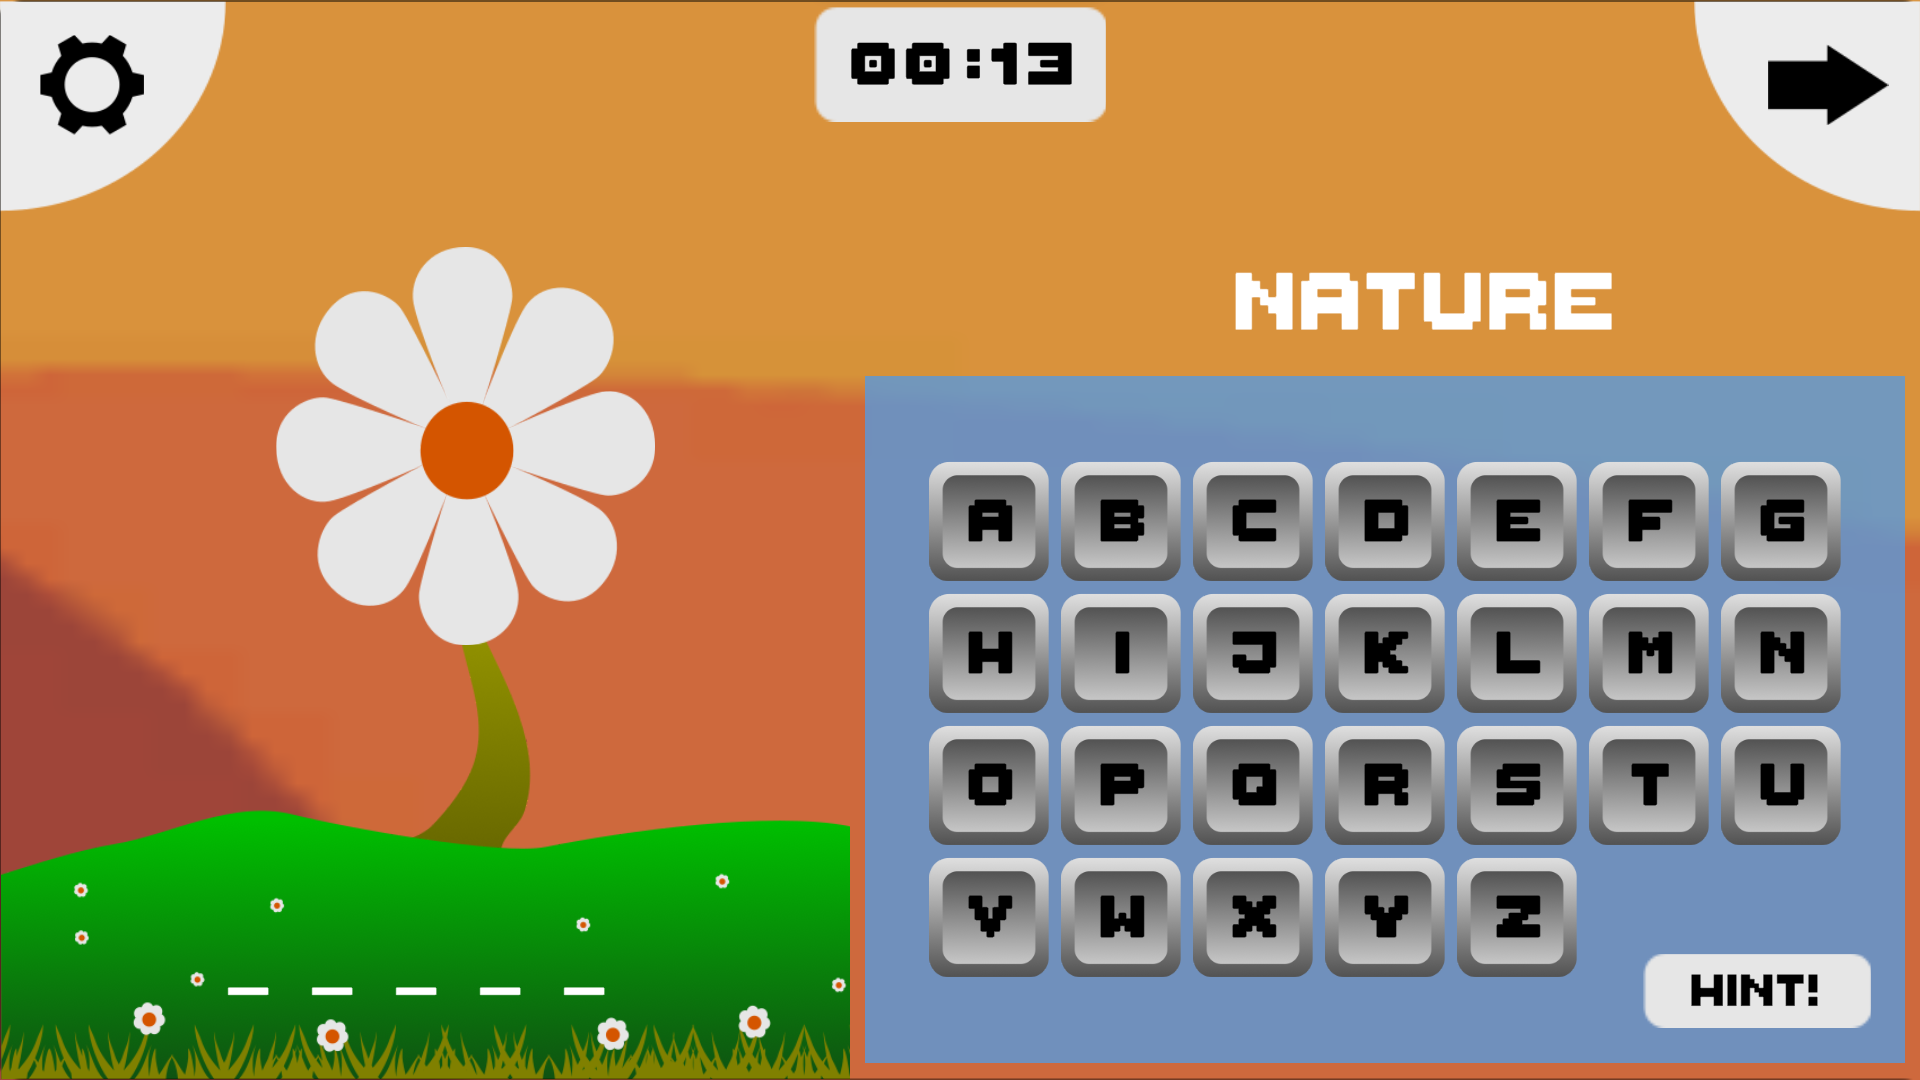 00:13
NATURE
A B C D E F G
H I J K L M N
O P Q R S T U
V W X Y Z
_ _ _ _ _
HINT!